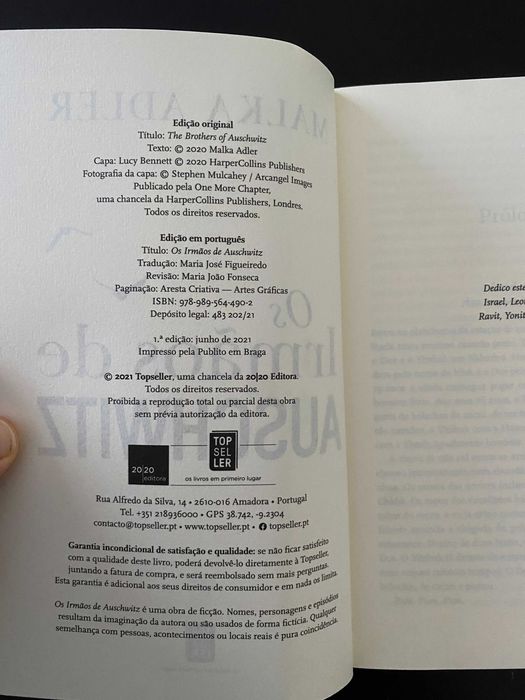 MALKA ADLER
Edição original
Título: The Brothers of Auschwitz
Texto: © 2020 Malka Adler
Capa: Lucy Bennett © 2020 HarperCollins Publishers
Fotografia da capa: © Stephen Mulcahey / Arcangel Images
Publicado pela One More Chapter,
uma chancela da HarperCollins Publishers, Londres.
Todos os direitos reservados.
Edição em português
Título: Os Irmãos de Auschwitz
Tradução: Maria José Figueiredo
Revisão: Maria João Fonseca
Paginação: Aresta Criativa — Artes Gráficas
ISBN: 978-989-564-490-2
Depósito legal: 483 202/21
Os
Irmãos de
AUSCHWITZ
1.ª edição: junho de 2021
Impresso pela Publito em Braga
© 2021 Topseller, uma chancela da 20|20 Editora.
Todos os direitos reservados.
Proibida a reprodução total ou parcial desta obra
sem prévia autorização da editora.
20|20
editora
TOP
SEL
LER
os livros em primeiro lugar
Rua Alfredo da Silva, 14 • 2610-016 Amadora • Portugal
Tel. +351 218936000 • GPS 38.742, -9.2304
contacto@topseller.pt • www.topseller.pt • topseller.pt
Garantia incondicional de satisfação e qualidade: se não ficar satisfeito
com a qualidade deste livro, poderá devolvê-lo diretamente à Topseller,
juntando a fatura de compra, e será reembolsado sem mais perguntas.
Esta garantia é adicional aos seus direitos de consumidor e em nada os limita.
Os Irmãos de Auschwitz é uma obra de ficção. Nomes, personagens e episódios
resultam da imaginação da autora ou são usados de forma fictícia. Qualquer
semelhança com pessoas, acontecimentos ou locais reais é pura coincidência.
Dedico este
Israel, Leo
Ravit, Yonit